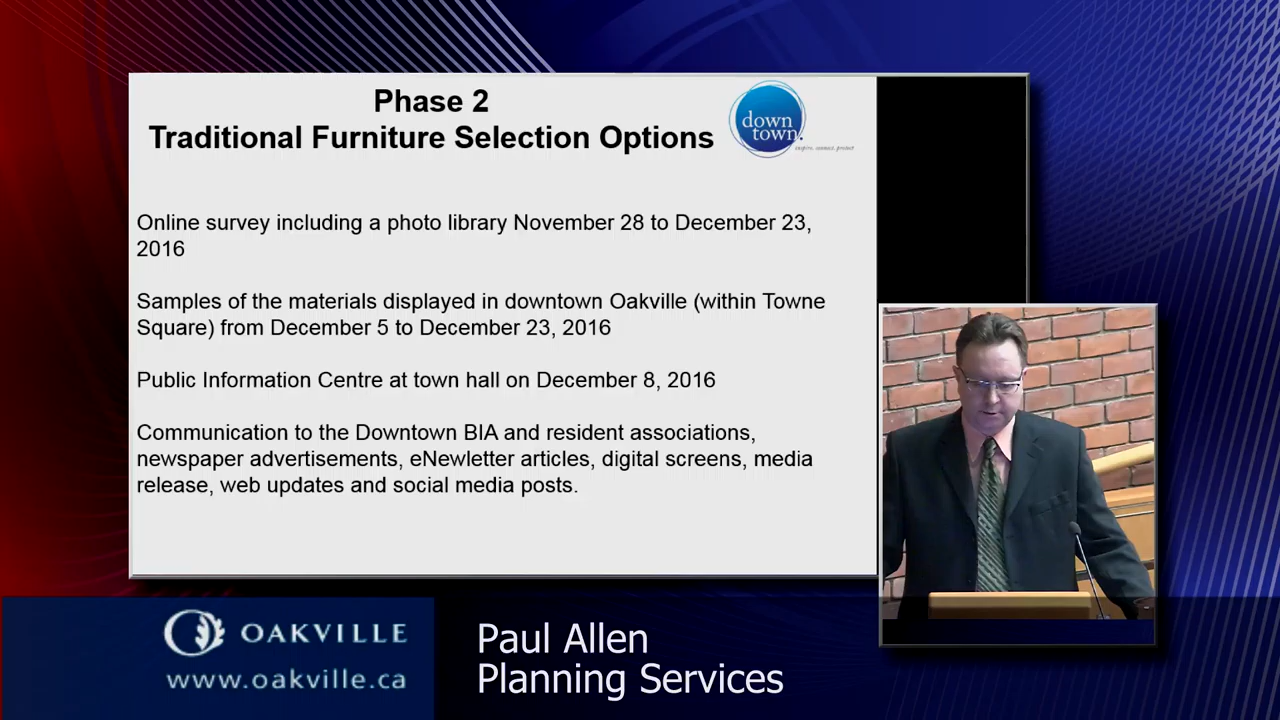 Phase 2
Traditional Furniture Selection Options
down
town.
inspire. connect. protect
Online survey including a photo library November 28 to December 23,
2016
Samples of the materials displayed in downtown Oakville (within Towne
Square) from December 5 to December 23, 2016
Public Information Centre at town hall on December 8, 2016
Communication to the Downtown BIA and resident associations,
newspaper advertisements, eNewletter articles, digital screens, media
release, web updates and social media posts.
OAKVILLE
www.oakville.ca
Paul Allen
Planning Services